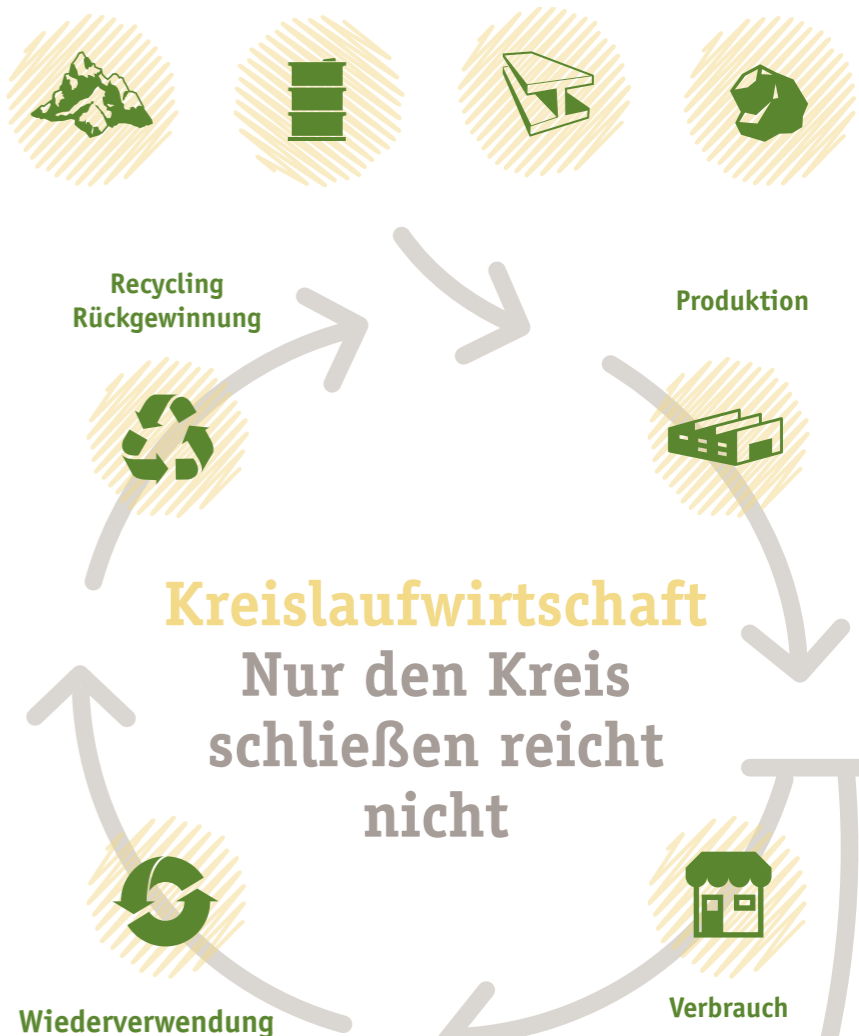 Recycling
Rückgewinnung
Produktion
Kreislaufwirtschaft
Nur den Kreis
schließen reicht
nicht
Wiederverwendung
Verbrauch